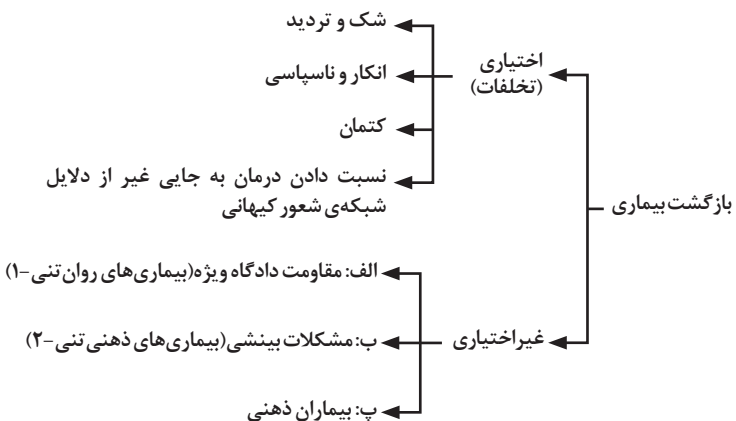 بازگشت بیماری
اختیاری
(تخلفات)
شک و تردید
انکار و ناسپاسی
کتمان
نسبت دادن درمان به جایی غیر از دلایل
شبکه‌ی شعور کیهانی
غیراختیاری
الف: مقاومت دادگاه ویژه(بیماری‌های روان‌تنی-۱)
ب: مشکلات بینشی(بیماری‌های ذهنی‌تنی-۲)
پ: بیماران ذهنی